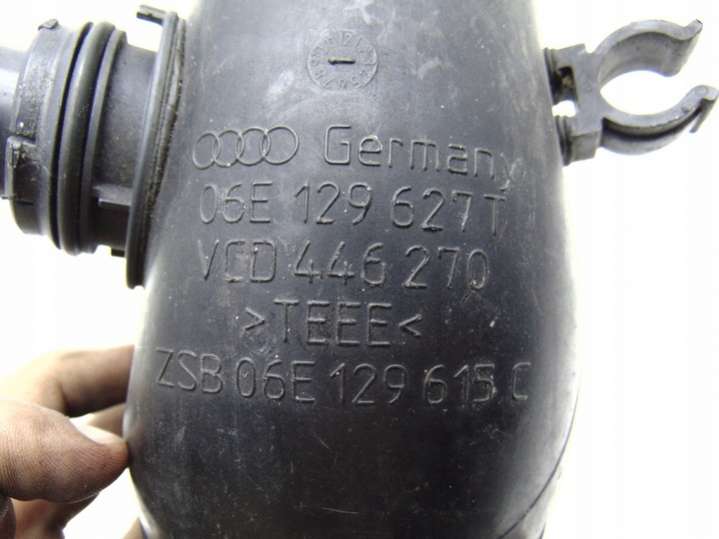 Germany
06E 129 627 T
VCD 446 270
>TEEE<
ZSB 06E 129 615 C